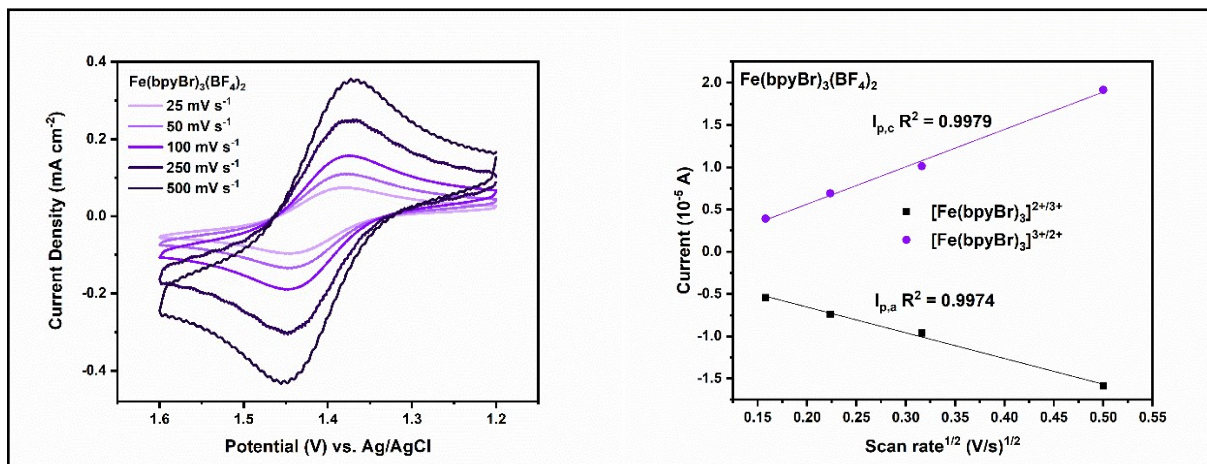 Fe(bpyBr)₃(BF₄)₂
25 mV s⁻¹
50 mV s⁻¹
100 mV s⁻¹
250 mV s⁻¹
500 mV s⁻¹
0.4
0.2
0.0
-0.2
-0.4
Current Density (mA cm⁻²)
1.6
1.5
1.4
1.3
1.2
Potential (V) vs. Ag/AgCl
Fe(bpyBr)₃(BF₄)₂
Iₚ,c R² = 0.9979
[Fe(bpyBr)₃]²⁺/³⁺
[Fe(bpyBr)₃]³⁺/²⁺
Iₚ,a R² = 0.9974
2.0
1.5
1.0
0.5
0.0
-0.5
-1.0
-1.5
Current (10⁻⁵ A)
0.15
0.20
0.25
0.30
0.35
0.40
0.45
0.50
0.55
Scan rate¹/² (V/s)¹/²